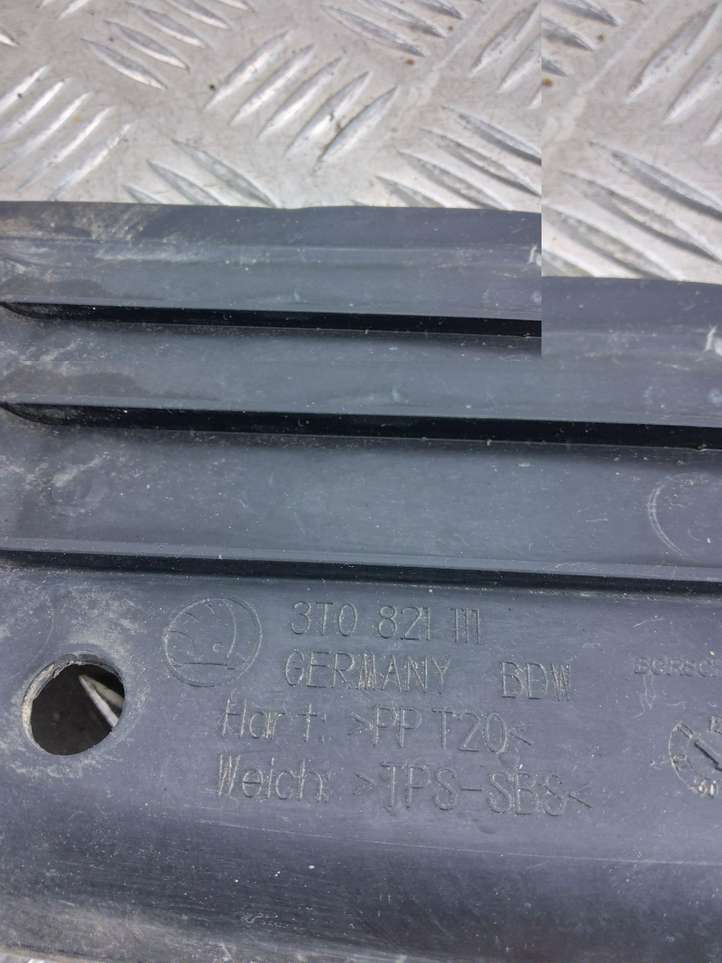 3T0 821 111
GERMANY BDW
Hart: >PP T20<
Weich: >TPS-SBS<